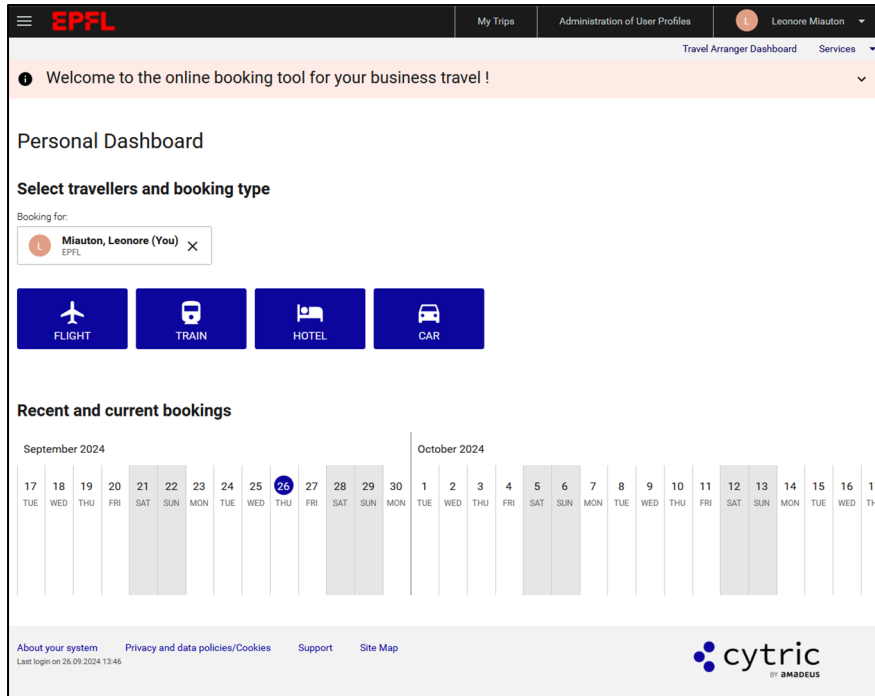 EPFL
My Trips
Administration of User Profiles
L
Leonore Miauton
Travel Arranger Dashboard
Services
Welcome to the online booking tool for your business travel !
Personal Dashboard
Select travellers and booking type
Booking for:
L
Miauton, Leonore (You)
EPFL
FLIGHT
TRAIN
HOTEL
CAR
Recent and current bookings
September 2024
October 2024
17 18 19 20 21 22 23 24 25 26 27 28 29 30 1 2 3 4 5 6 7 8 9 10 11 12 13 14 15 16
TUE WED THU FRI SAT SUN MON TUE WED THU FRI SAT SUN MON TUE WED THU FRI SAT SUN MON TUE WED THU FRI SAT SUN MON TUE WED
About your system
Privacy and data policies/Cookies
Support
Site Map
Last login on 26.09.2024 13:46
cytric
BY AMADEUS